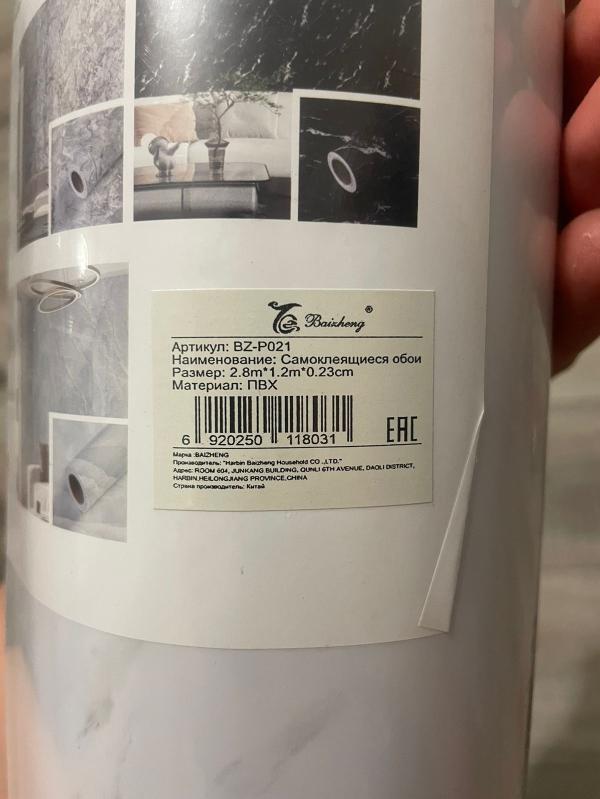 Baizheng®
Артикул: BZ-P021
Наименование: Самоклеящиеся обои
Размер: 2.8m*1.2m*0.23cm
Материал: ПВХ
6 920250 118031
EAC
Марка :BAIZHENG
Производитель: "Harbin Baizheng Household CO .,LTD."
Адрес: ROOM 604, JUNKANG BUILDING, QUNLI 6TH AVENUE, DAOLI DISTRICT,
HARBIN,HEILONGJIANG PROVINCE,CHINA
Страна производитель: Китай